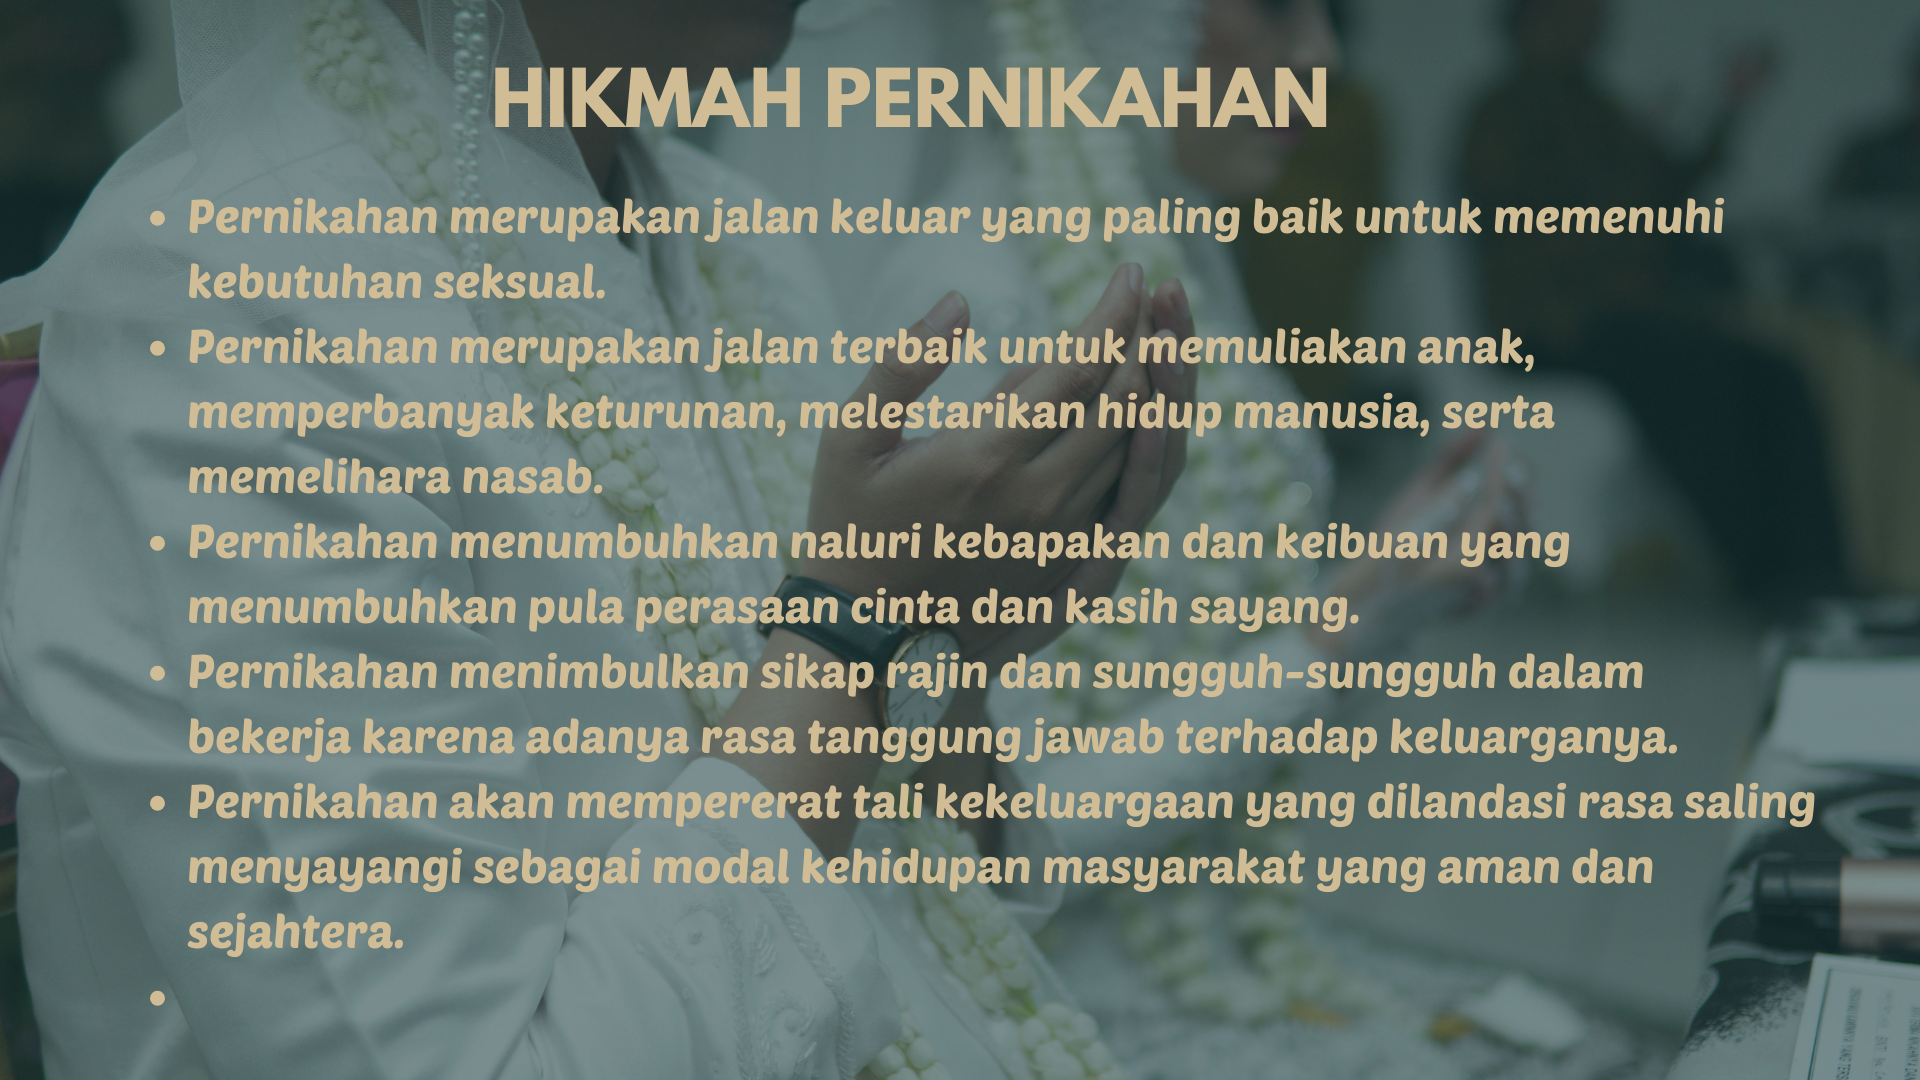 HIKMAH PERNIKAHAN
• Pernikahan merupakan jalan keluar yang paling baik untuk memenuhi
kebutuhan seksual.
• Pernikahan merupakan jalan terbaik untuk memuliakan anak,
memperbanyak keturunan, melestarikan hidup manusia, serta
memelihara nasab.
• Pernikahan menumbuhkan naluri kebapakan dan keibuan yang
menumbuhkan pula perasaan cinta dan kasih sayang.
• Pernikahan menimbulkan sikap rajin dan sungguh-sungguh dalam
bekerja karena adanya rasa tanggung jawab terhadap keluarganya.
• Pernikahan akan mempererat tali kekeluargaan yang dilandasi rasa saling
menyayangi sebagai modal kehidupan masyarakat yang aman dan
sejahtera.
•